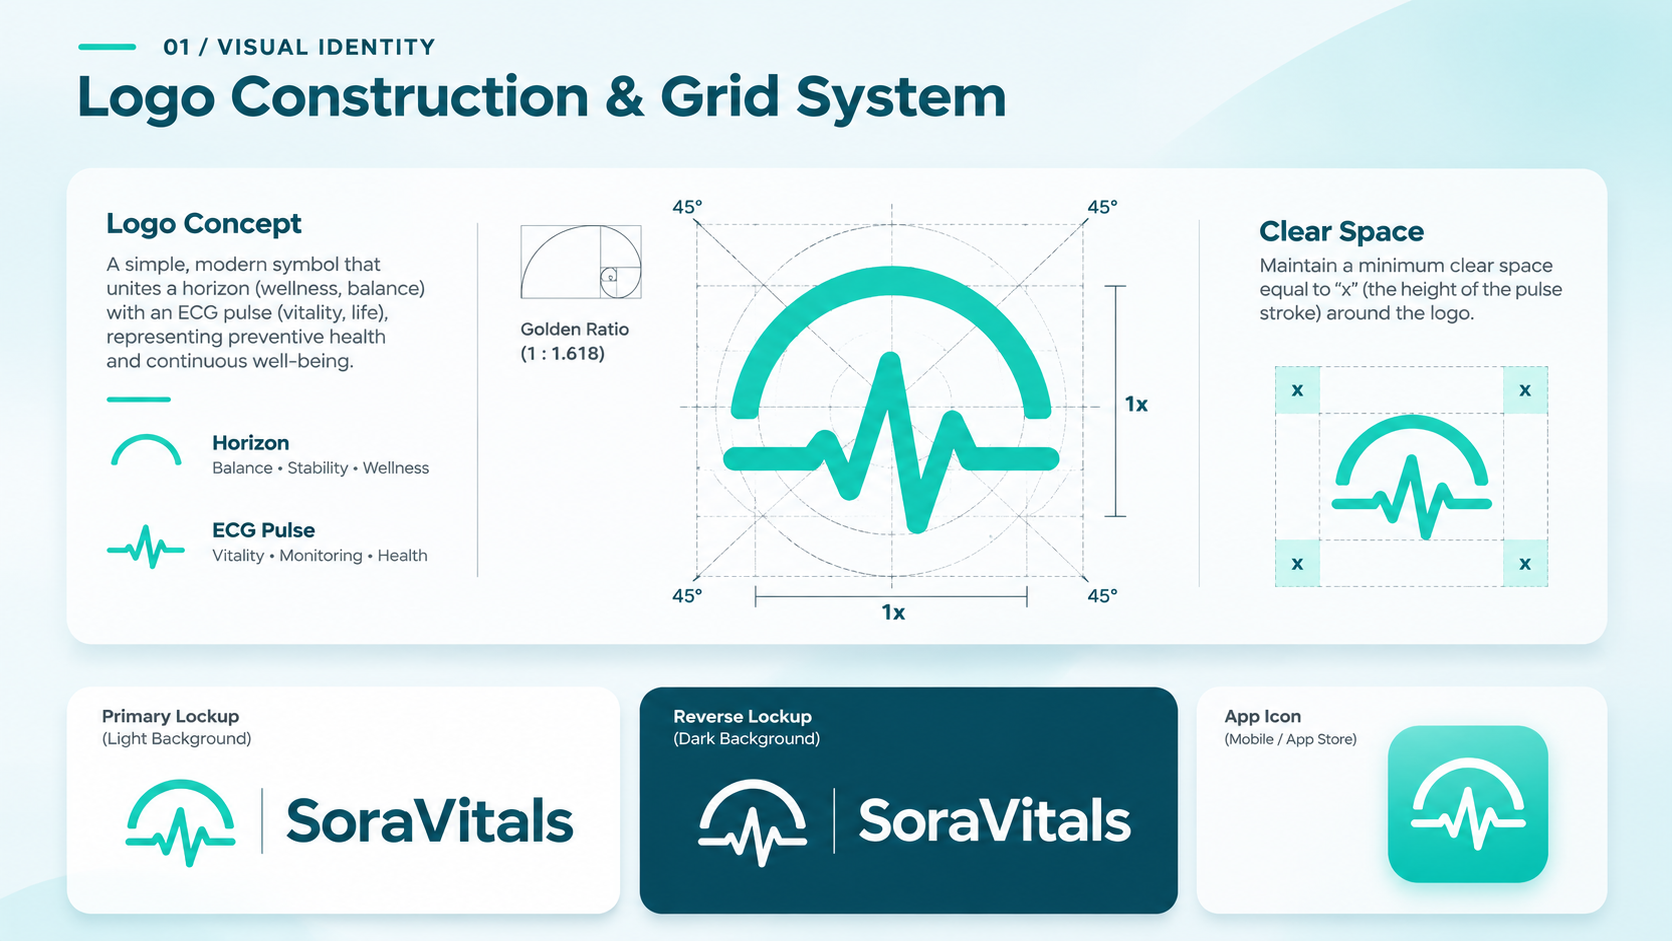 01 / VISUAL IDENTITY
Logo Construction & Grid System
Logo Concept
A simple, modern symbol that
unites a horizon (wellness, balance)
with an ECG pulse (vitality, life),
representing preventive health
and continuous well-being.
Horizon
Balance • Stability • Wellness
ECG Pulse
Vitality • Monitoring • Health
Golden Ratio
(1 : 1.618)
45°
45°
1x
45°
45°
1x
Clear Space
Maintain a minimum clear space
equal to “x” (the height of the pulse
stroke) around the logo.
x
x
x
x
Primary Lockup
(Light Background)
SoraVitals
Reverse Lockup
(Dark Background)
SoraVitals
App Icon
(Mobile / App Store)